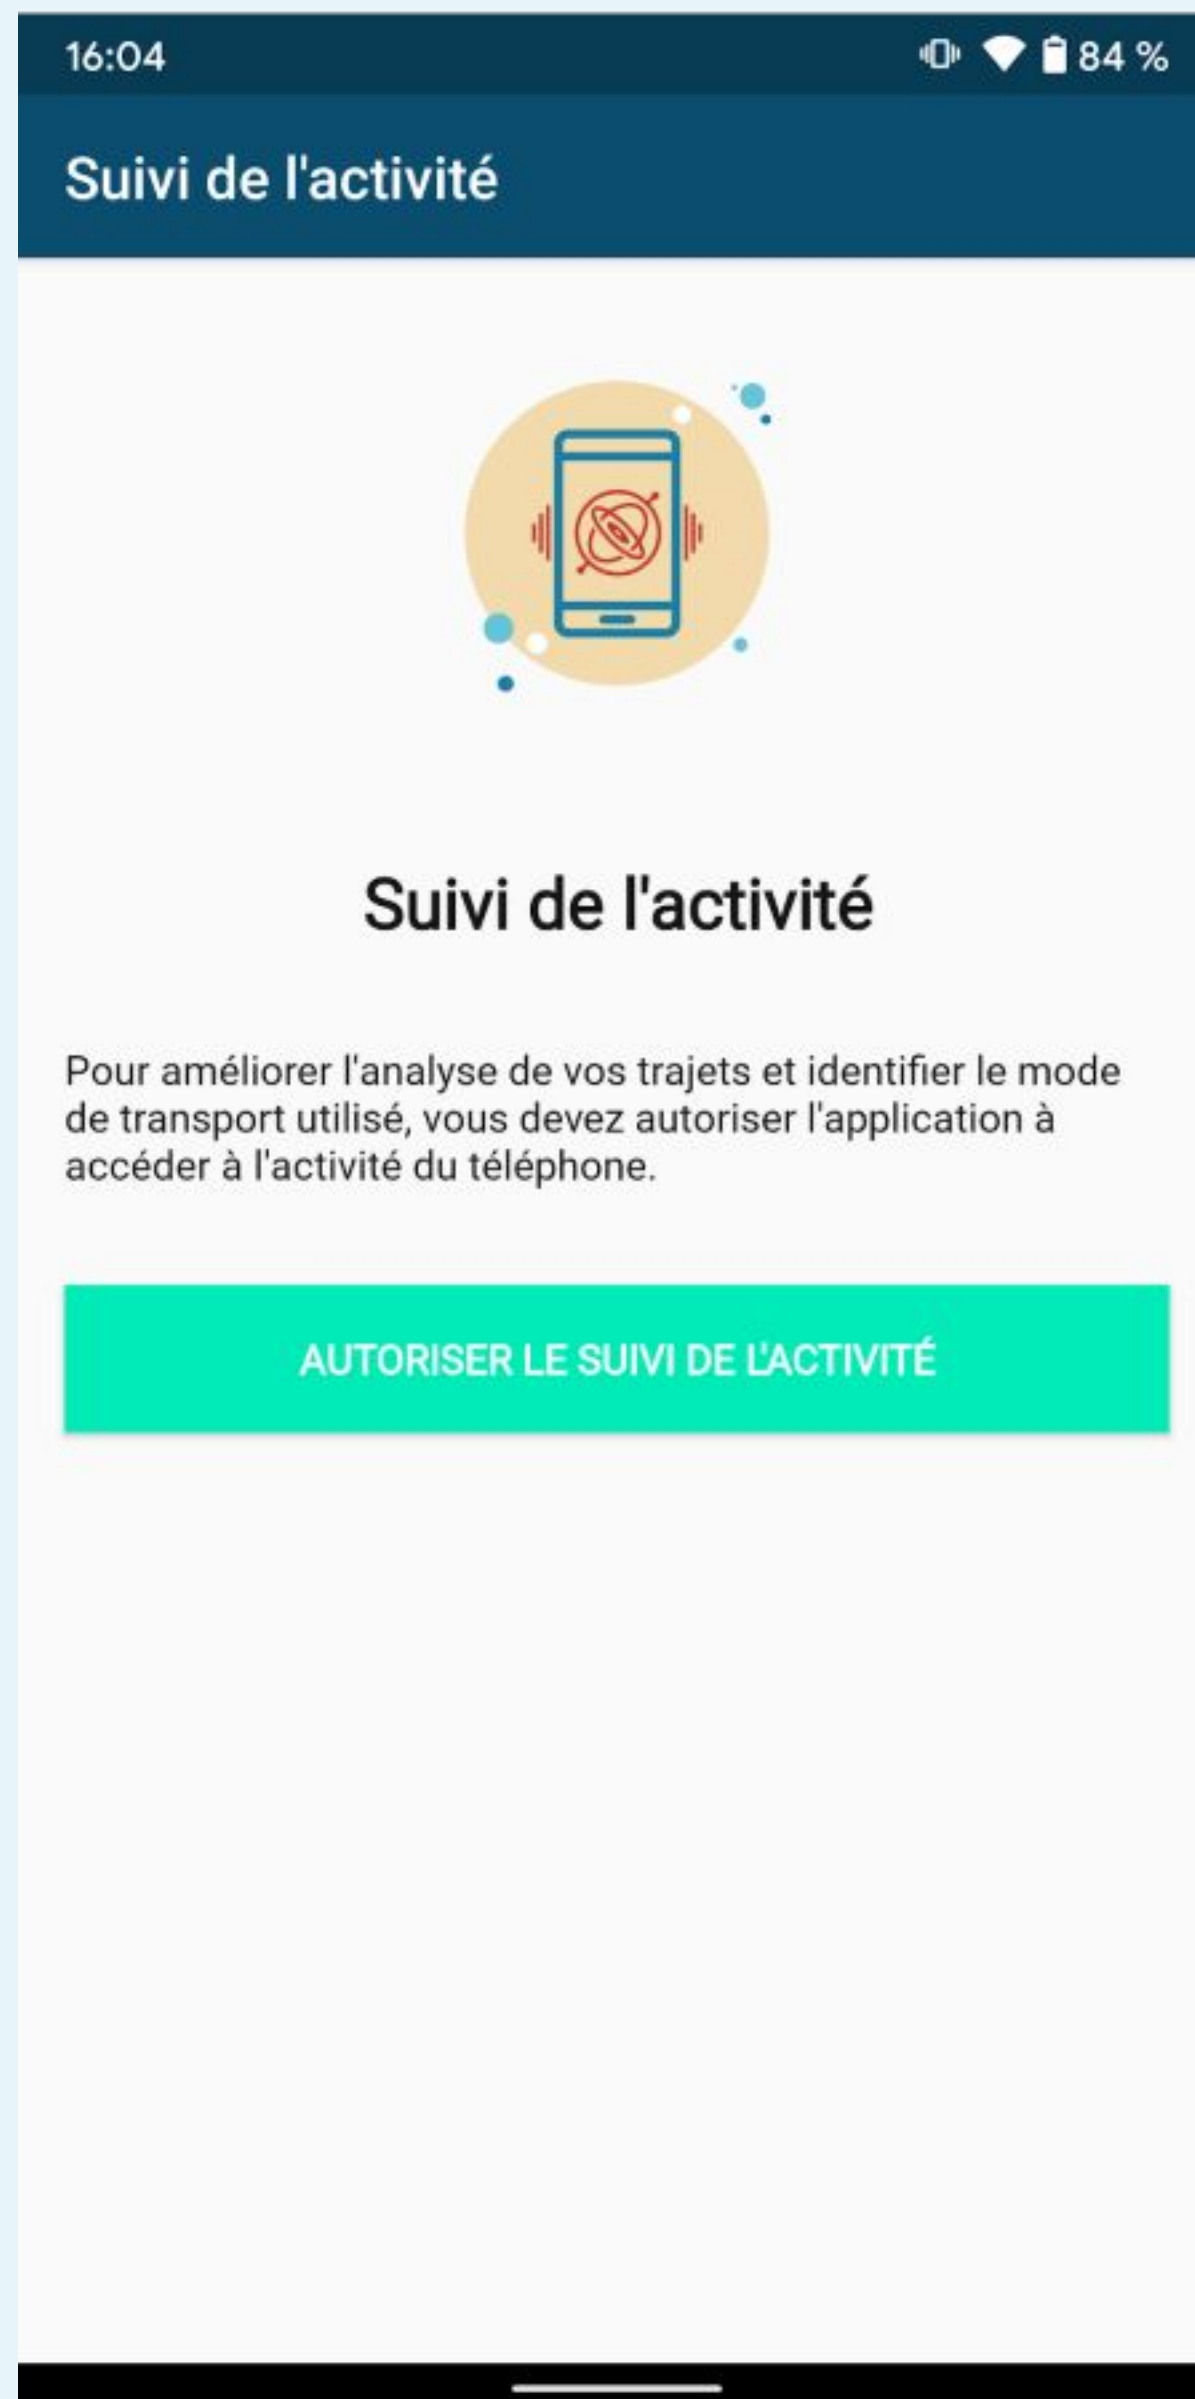 16:04
84 %
Suivi de l'activité
Suivi de l'activité
Pour améliorer l'analyse de vos trajets et identifier le mode
de transport utilisé, vous devez autoriser l'application à
accéder à l'activité du téléphone.
AUTORISER LE SUIVI DE L'ACTIVITÉ